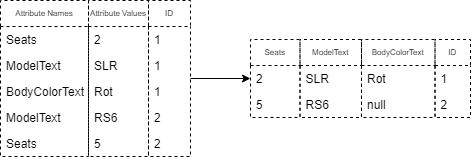 Attribute Names Attribute Values ID
Seats 2 1
ModelText SLR 1
BodyColorText Rot 1
ModelText RS6 2
Seats 5 2
Seats ModelText BodyColorText ID
2 SLR Rot 1
5 RS6 null 2